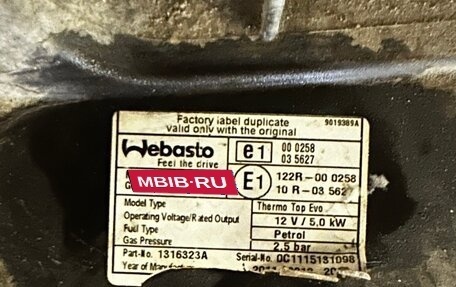 Factory label duplicate
valid only with the original
9019389A
Webasto
Feel the drive
e1
00 0258
03 5627
MBIB·RU
E1
122R-00 0258
10 R-03 562
Model Type Thermo Top Evo
Operating Voltage/Rated Output 12 V / 5,0 kW
Fuel Type Petrol
Gas Pressure 2,5 bar
Part-No. 1316323A Serial-No. 0C1115131098
Year of Manufactu